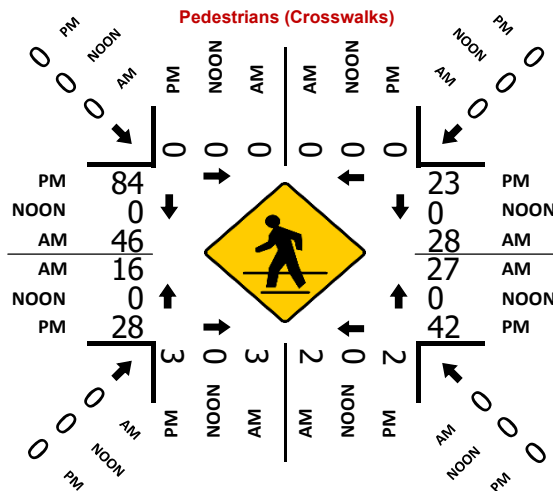 Pedestrians (Crosswalks)
0 PM
0 NOON
0 AM
PM NOON AM AM NOON PM
PM 0
NOON 0
AM 0
0 0 0 0 0 0
PM 84 23 PM
NOON 0 0 NOON
AM 46 28 AM
AM 16 27 AM
NOON 0 0 NOON
PM 28 42 PM
3 0 3 2 0 2
0 AM
0 NOON
0 PM
PM NOON AM AM NOON PM
AM 0
NOON 0
PM 0